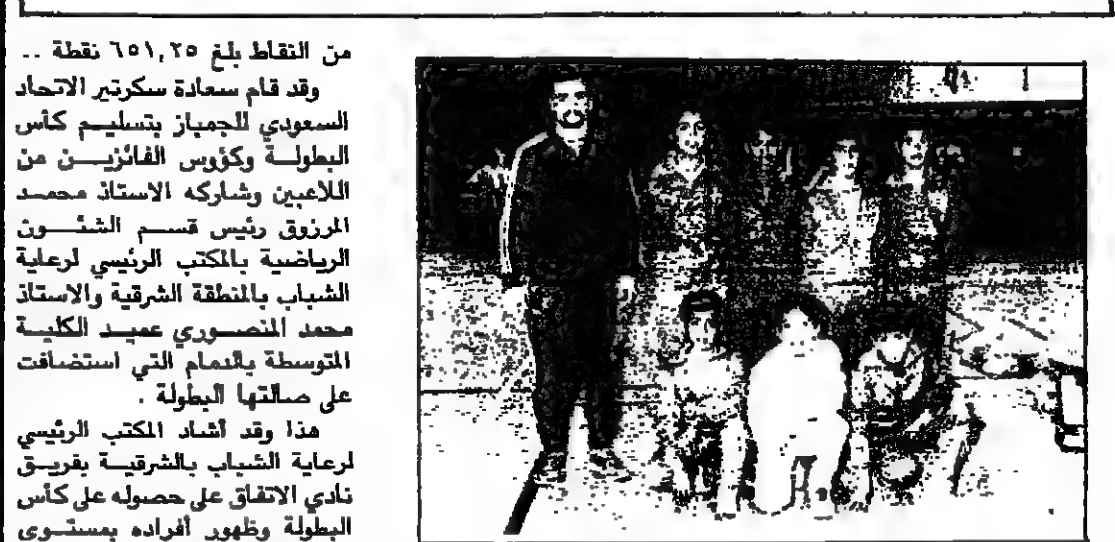 من النقاط بلغ ٦٥١,٢٥ نقطة ..
وقد قام سعادة سكرتير الاتحاد
السعودي للجمباز بتسليم كأس
البطولة وكؤوس الفائزين من
اللاعبين وشاركه الاستاذ محمد
المرزوق رئيس قسم الشئون
الرياضية بالمكتب الرئيسي لرعاية
الشباب بالمنطقة الشرقية والاستاذ
محمد المنصوري عميد الكلية
المتوسطة بالدمام التي استضافت
على صالتها البطولة .
هذا وقد أشاد المكتب الرئيسي
لرعاية الشباب بالشرقية بفريق
نادي الاتفاق على حصوله على كأس
البطولة وظهور أفراده بمستوى